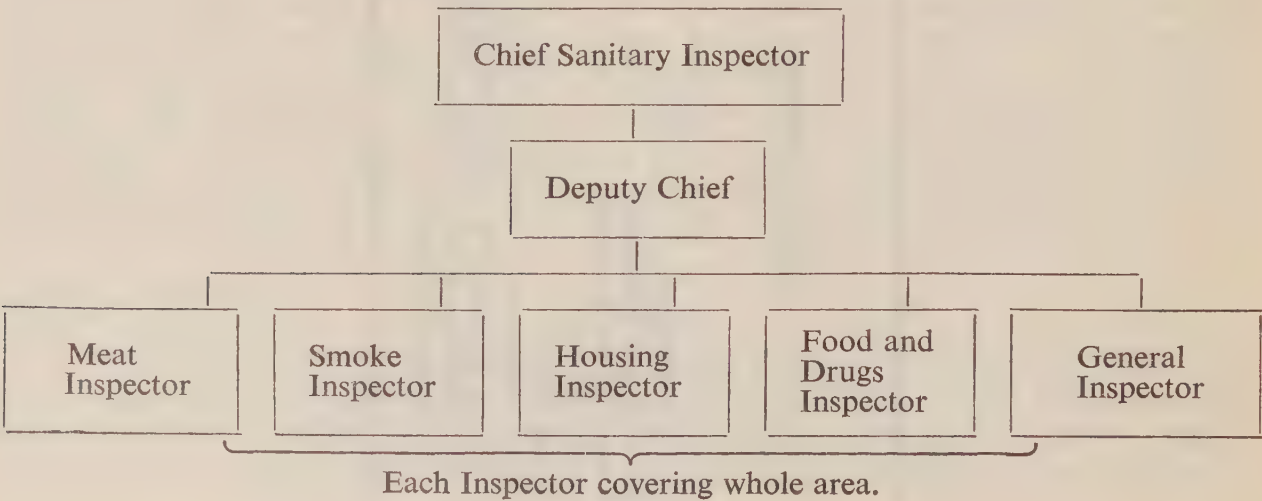 Chief Sanitary Inspector
Deputy Chief
Meat
Inspector
Smoke
Inspector
Housing
Inspector
Food and
Drugs
Inspector
General
Inspector
Each Inspector covering whole area.